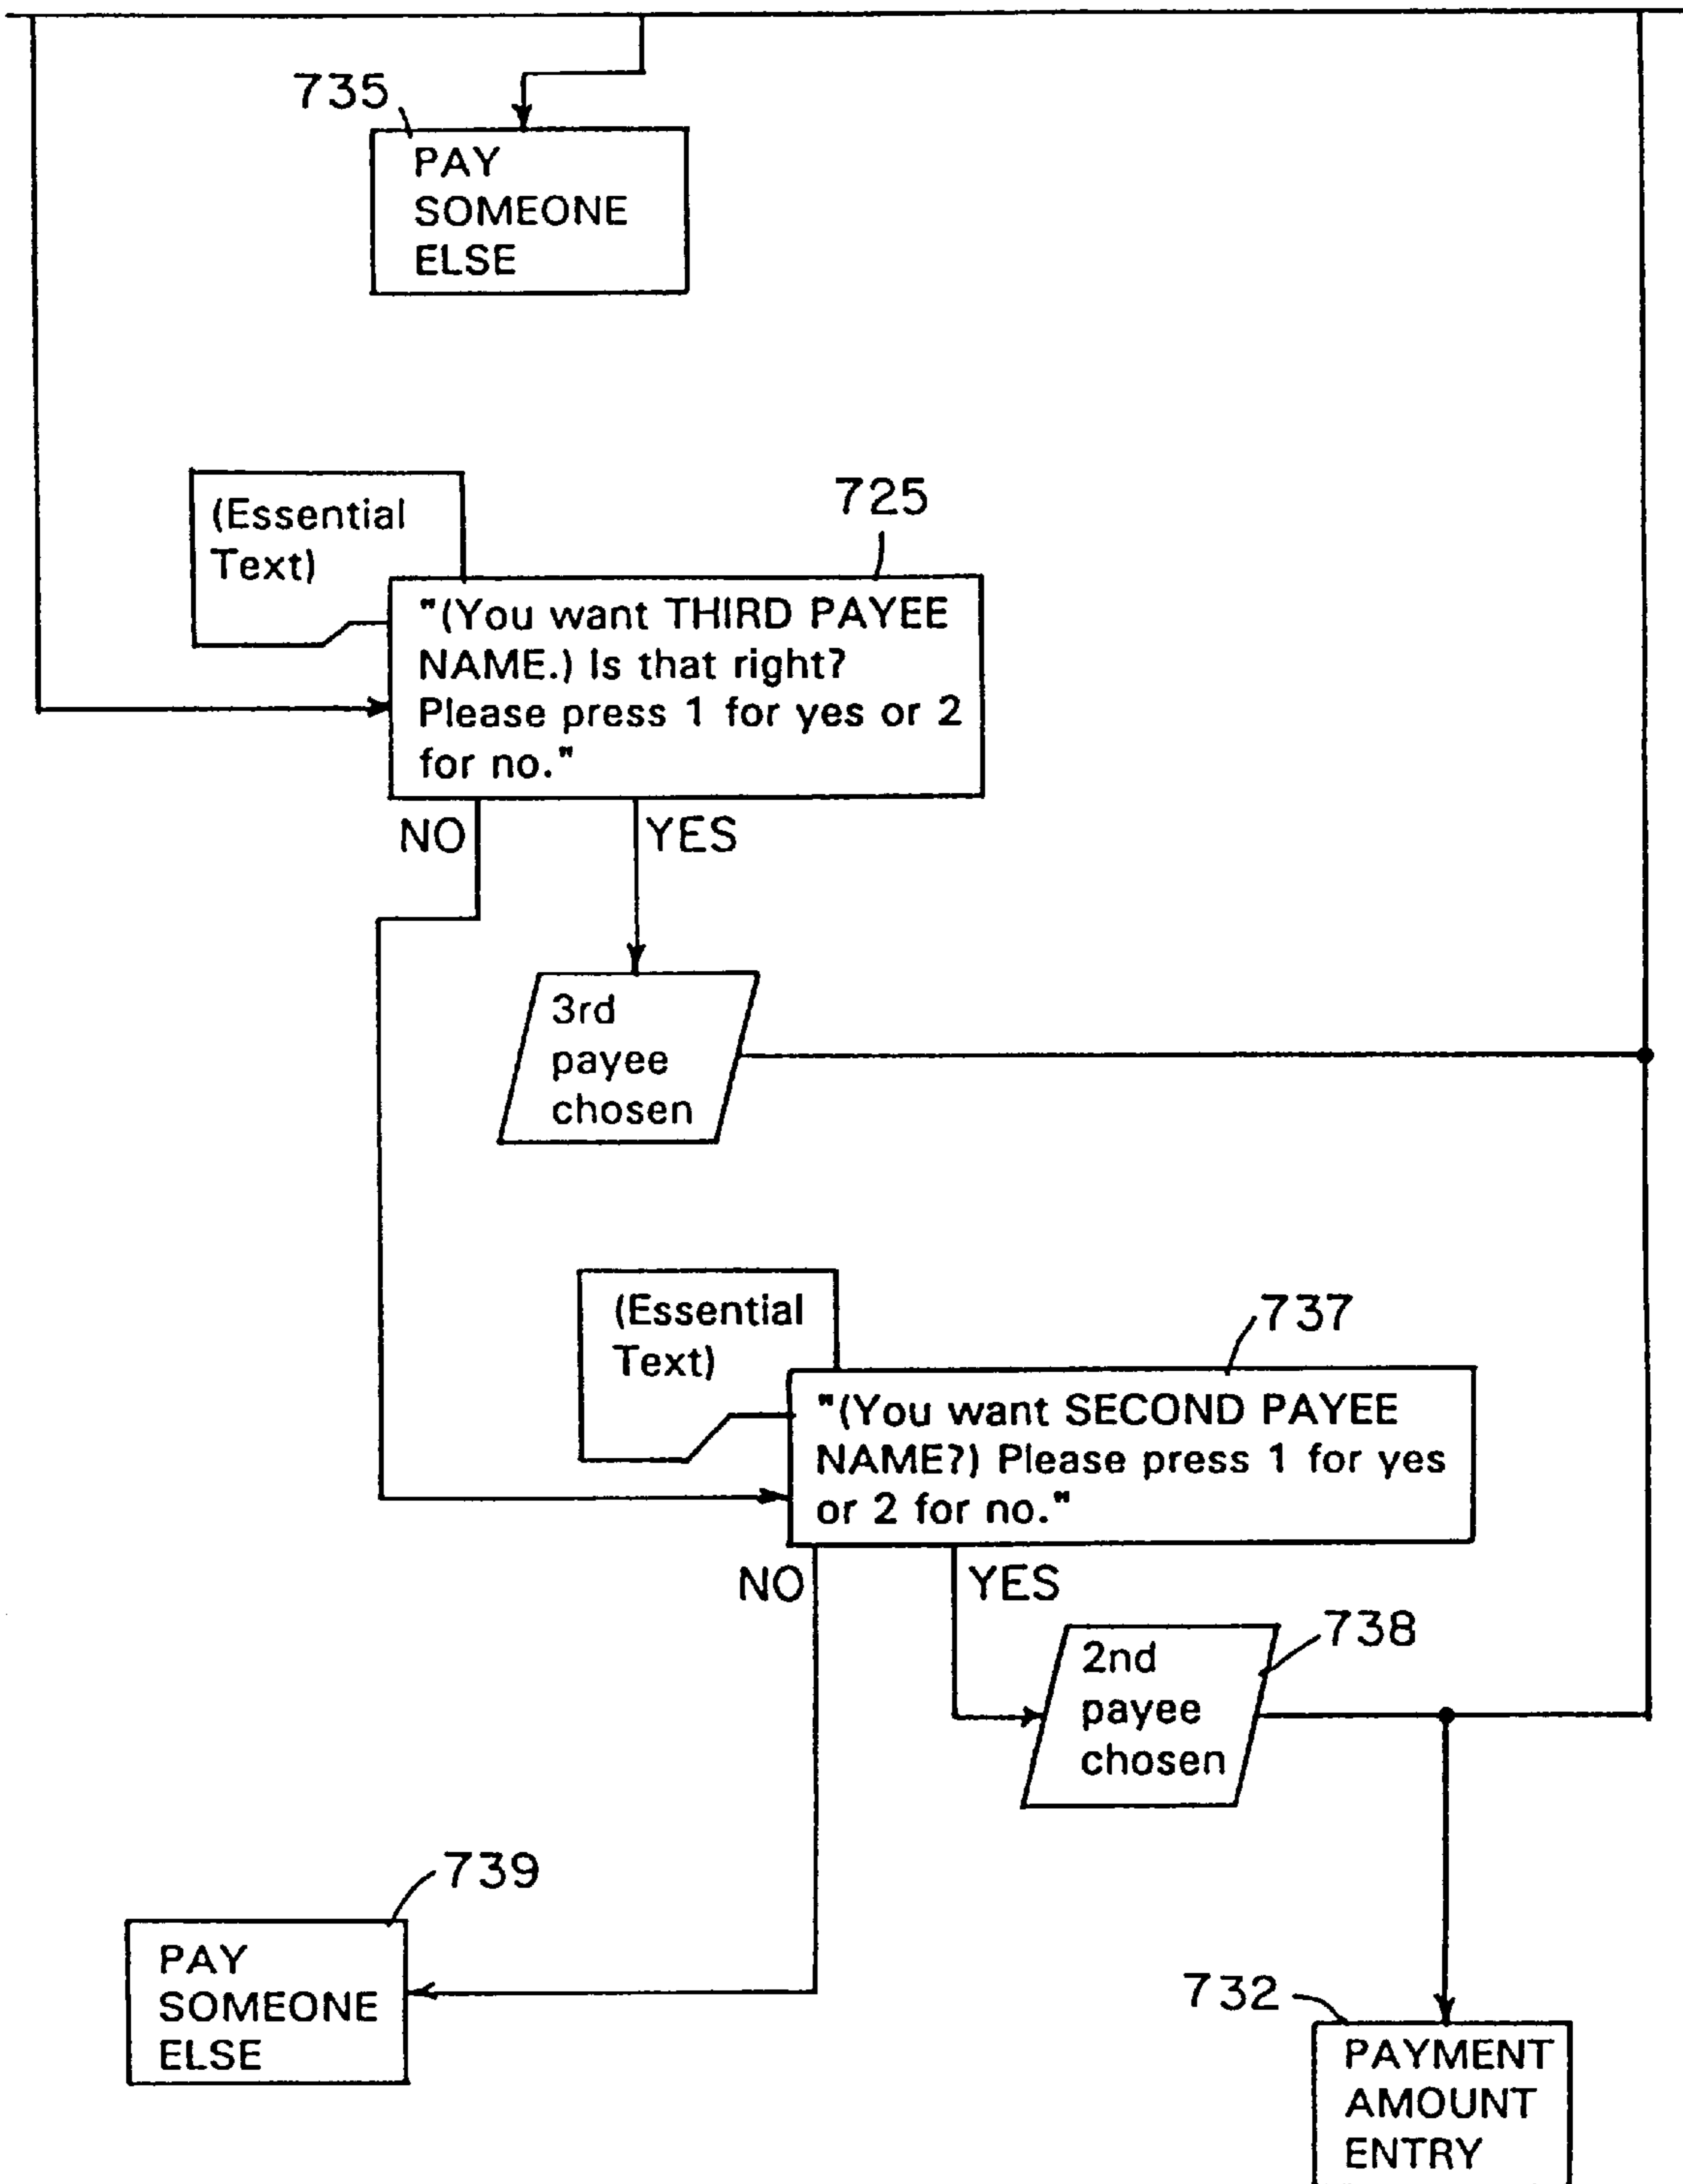 735
PAY
SOMEONE
ELSE
(Essential
Text)
725
"(You want THIRD PAYEE
NAME.) Is that right?
Please press 1 for yes or 2
for no."
NO
YES
3rd
payee
chosen
(Essential
Text)
737
"(You want SECOND PAYEE
NAME?) Please press 1 for yes
or 2 for no."
NO
YES
738
2nd
payee
chosen
739
PAY
SOMEONE
ELSE
732
PAYMENT
AMOUNT
ENTRY